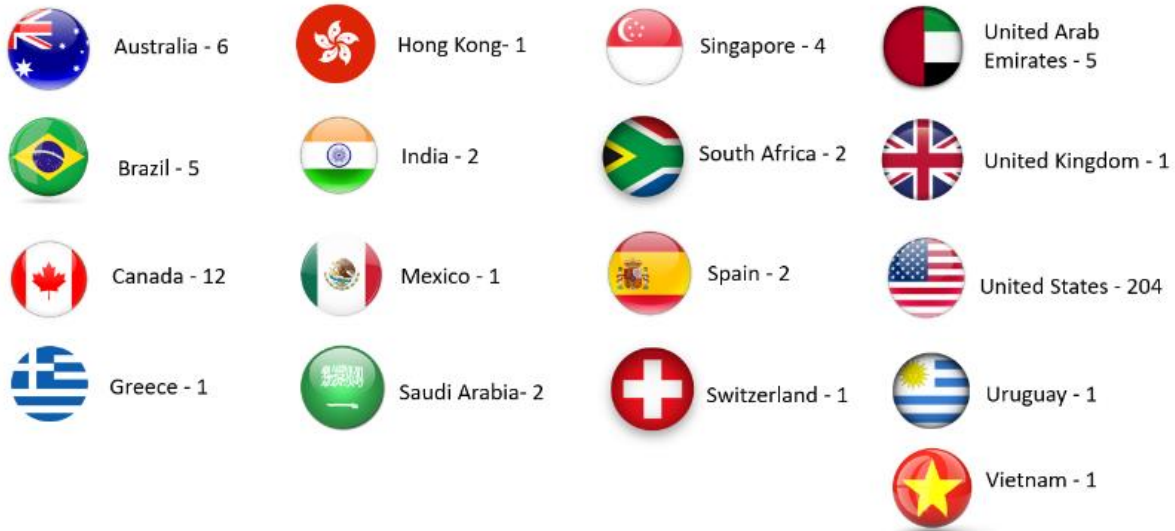 Australia - 6
Hong Kong- 1
Singapore - 4
United Arab
Emirates - 5
Brazil - 5
India - 2
South Africa - 2
United Kingdom - 1
Canada - 12
Mexico - 1
Spain - 2
United States - 204
Greece - 1
Saudi Arabia- 2
Switzerland - 1
Uruguay - 1
Vietnam - 1